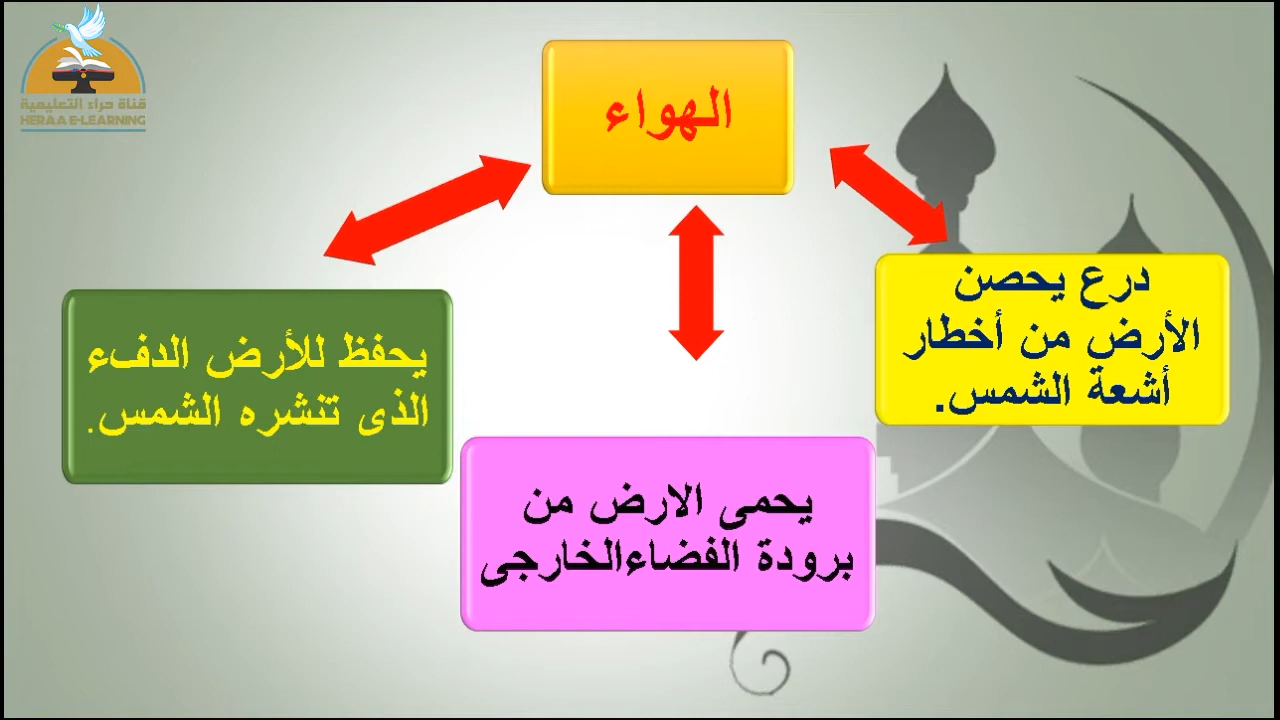 قناة حراء التعليمية
HERAA E-LEARNING
الهواء
درع يحصن
الأرض من أخطار
أشعة الشمس.
يحمى الارض من
برودة الفضاءالخارجى
يحفظ للأرض الدفء
الذى تنشره الشمس.